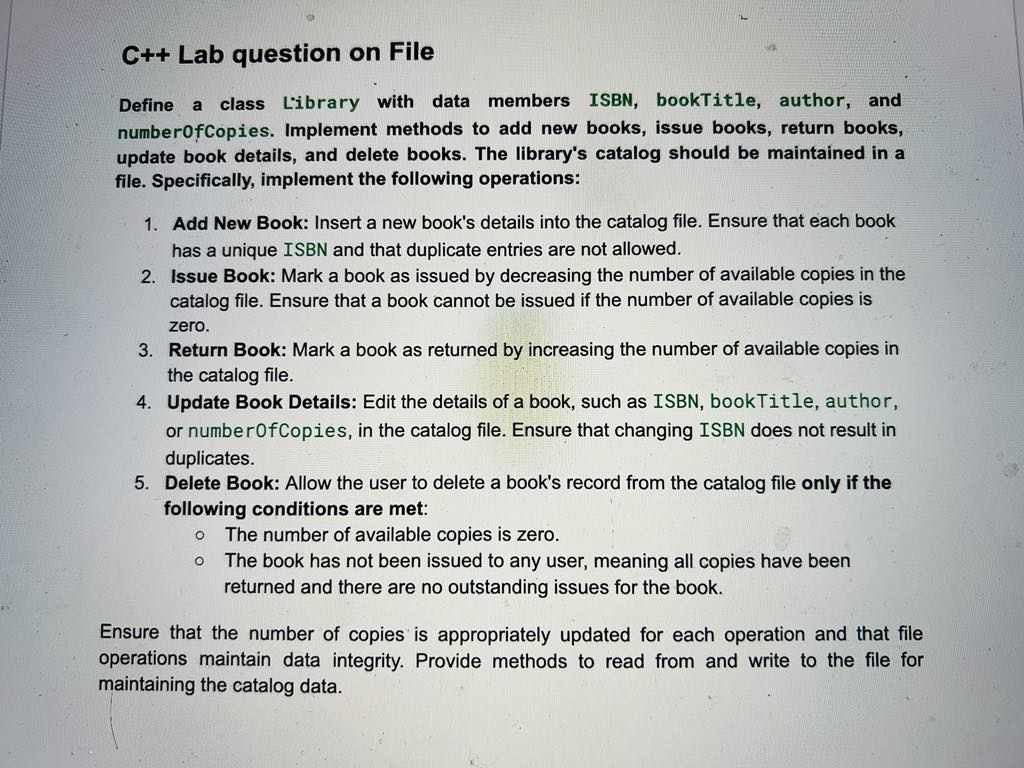 C++ Lab question on File
Define a class Library with data members ISBN, bookTitle, author, and
numberOfCopies. Implement methods to add new books, issue books, return books,
update book details, and delete books. The library's catalog should be maintained in a
file. Specifically, implement the following operations:
1. Add New Book: Insert a new book's details into the catalog file. Ensure that each book
has a unique ISBN and that duplicate entries are not allowed.
2. Issue Book: Mark a book as issued by decreasing the number of available copies in the
catalog file. Ensure that a book cannot be issued if the number of available copies is
zero.
3. Return Book: Mark a book as returned by increasing the number of available copies in
the catalog file.
4. Update Book Details: Edit the details of a book, such as ISBN, bookTitle, author,
or numberOfCopies, in the catalog file. Ensure that changing ISBN does not result in
duplicates.
5. Delete Book: Allow the user to delete a book's record from the catalog file only if the
following conditions are met:
○ The number of available copies is zero.
○ The book has not been issued to any user, meaning all copies have been
returned and there are no outstanding issues for the book.
Ensure that the number of copies is appropriately updated for each operation and that file
operations maintain data integrity. Provide methods to read from and write to the file for
maintaining the catalog data.